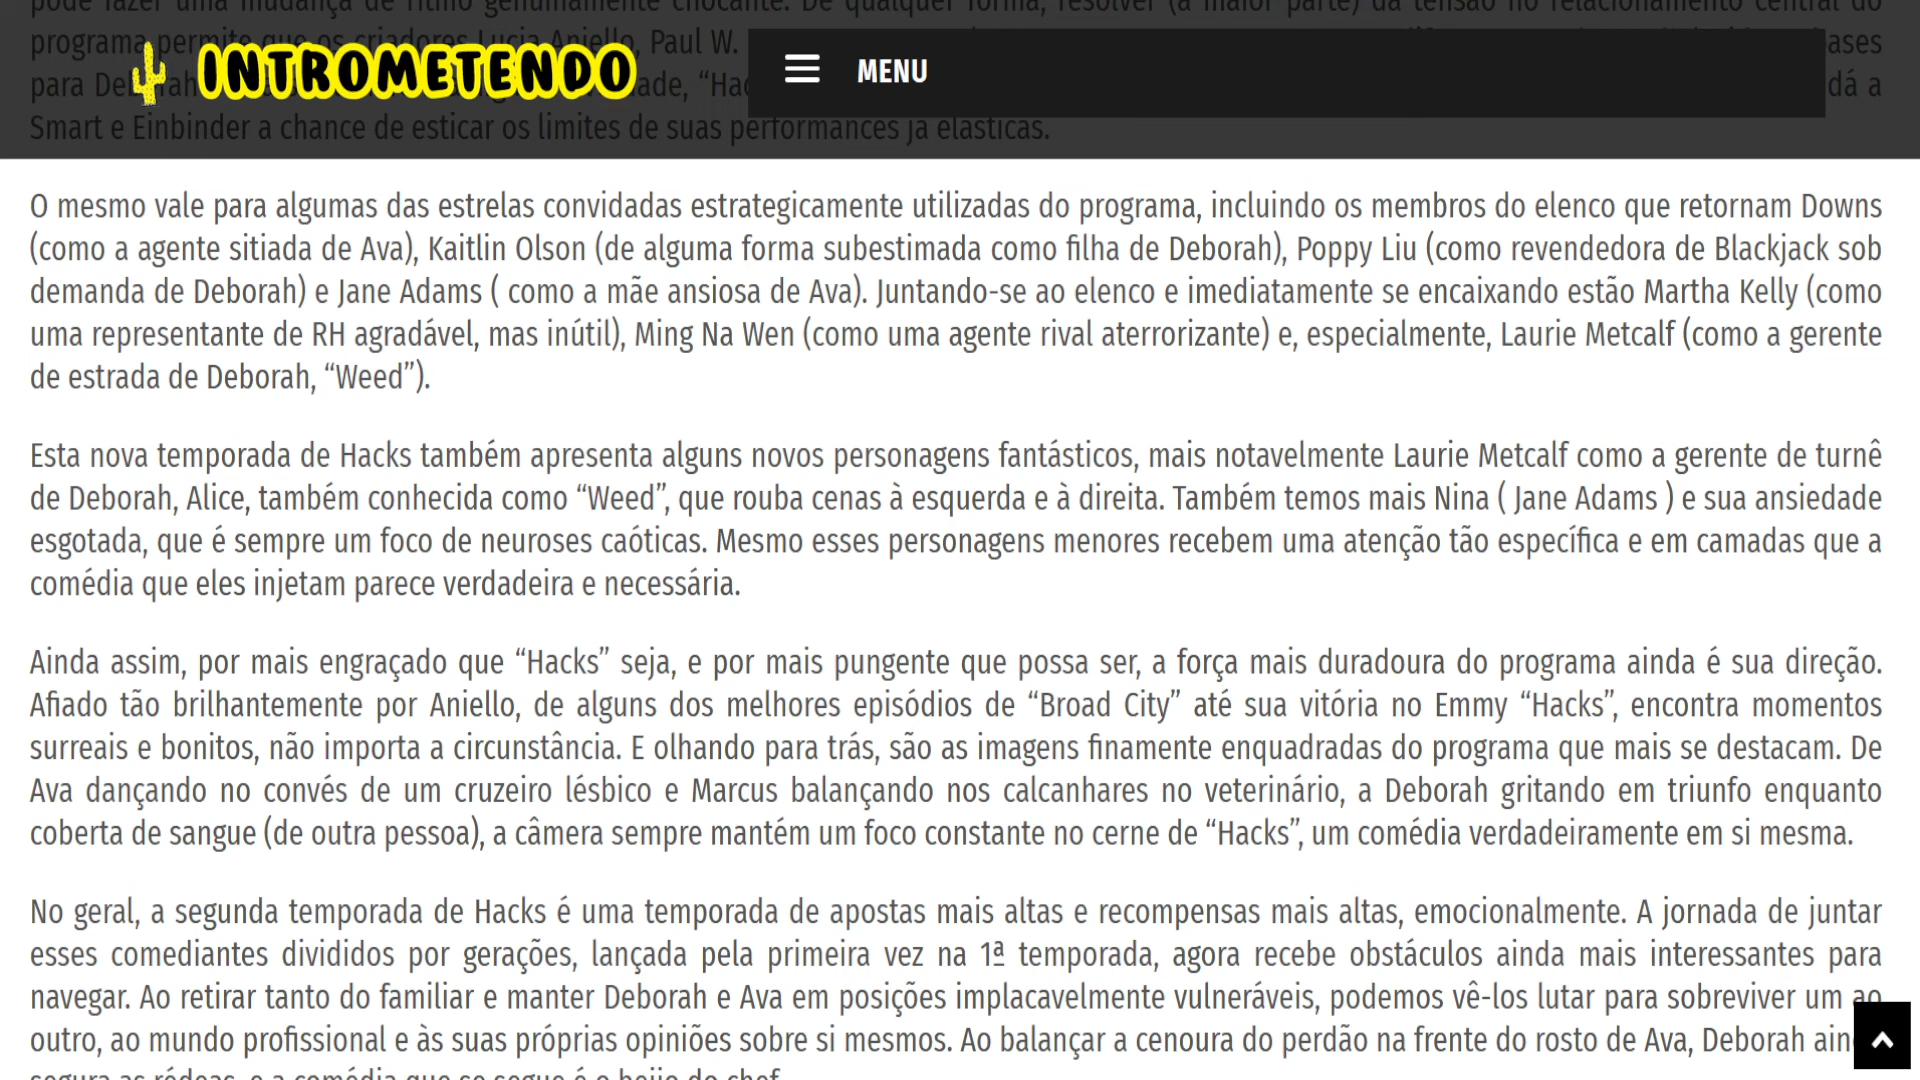 pode fazer uma mudança de ritmo genuinamente chocante. De qualquer forma, resolver (a maior parte) da tensão no relacionamento central do
programa permite que os criadores Lucia Aniello, Paul W.
ases
para Deborah
ade, “Hac
dá a
Smart e Einbinder a chance de esticar os limites de suas performances já elásticas.
INTROMETENDO
MENU
O mesmo vale para algumas das estrelas convidadas estrategicamente utilizadas do programa, incluindo os membros do elenco que retornam Downs
(como a agente sitiada de Ava), Kaitlin Olson (de alguma forma subestimada como filha de Deborah), Poppy Liu (como revendedora de Blackjack sob
demanda de Deborah) e Jane Adams ( como a mãe ansiosa de Ava). Juntando-se ao elenco e imediatamente se encaixando estão Martha Kelly (como
uma representante de RH agradável, mas inútil), Ming Na Wen (como uma agente rival aterrorizante) e, especialmente, Laurie Metcalf (como a gerente
de estrada de Deborah, “Weed”).
Esta nova temporada de Hacks também apresenta alguns novos personagens fantásticos, mais notavelmente Laurie Metcalf como a gerente de turnê
de Deborah, Alice, também conhecida como “Weed”, que rouba cenas à esquerda e à direita. Também temos mais Nina ( Jane Adams ) e sua ansiedade
esgotada, que é sempre um foco de neuroses caóticas. Mesmo esses personagens menores recebem uma atenção tão específica e em camadas que a
comédia que eles injetam parece verdadeira e necessária.
Ainda assim, por mais engraçado que “Hacks” seja, e por mais pungente que possa ser, a força mais duradoura do programa ainda é sua direção.
Afiado tão brilhantemente por Aniello, de alguns dos melhores episódios de “Broad City” até sua vitória no Emmy “Hacks”, encontra momentos
surreais e bonitos, não importa a circunstância. E olhando para trás, são as imagens finamente enquadradas do programa que mais se destacam. De
Ava dançando no convés de um cruzeiro lésbico e Marcus balançando nos calcanhares no veterinário, a Deborah gritando em triunfo enquanto
coberta de sangue (de outra pessoa), a câmera sempre mantém um foco constante no cerne de “Hacks”, um comédia verdadeiramente em si mesma.
No geral, a segunda temporada de Hacks é uma temporada de apostas mais altas e recompensas mais altas, emocionalmente. A jornada de juntar
esses comediantes divididos por gerações, lançada pela primeira vez na 1ª temporada, agora recebe obstáculos ainda mais interessantes para
navegar. Ao retirar tanto do familiar e manter Deborah e Ava em posições implacavelmente vulneráveis, podemos vê-los lutar para sobreviver um ao
outro, ao mundo profissional e às suas próprias opiniões sobre si mesmos. Ao balançar a cenoura do perdão na frente do rosto de Ava, Deborah ain
segura as rédeas, e a comédia que se segue é o beijo do chef.